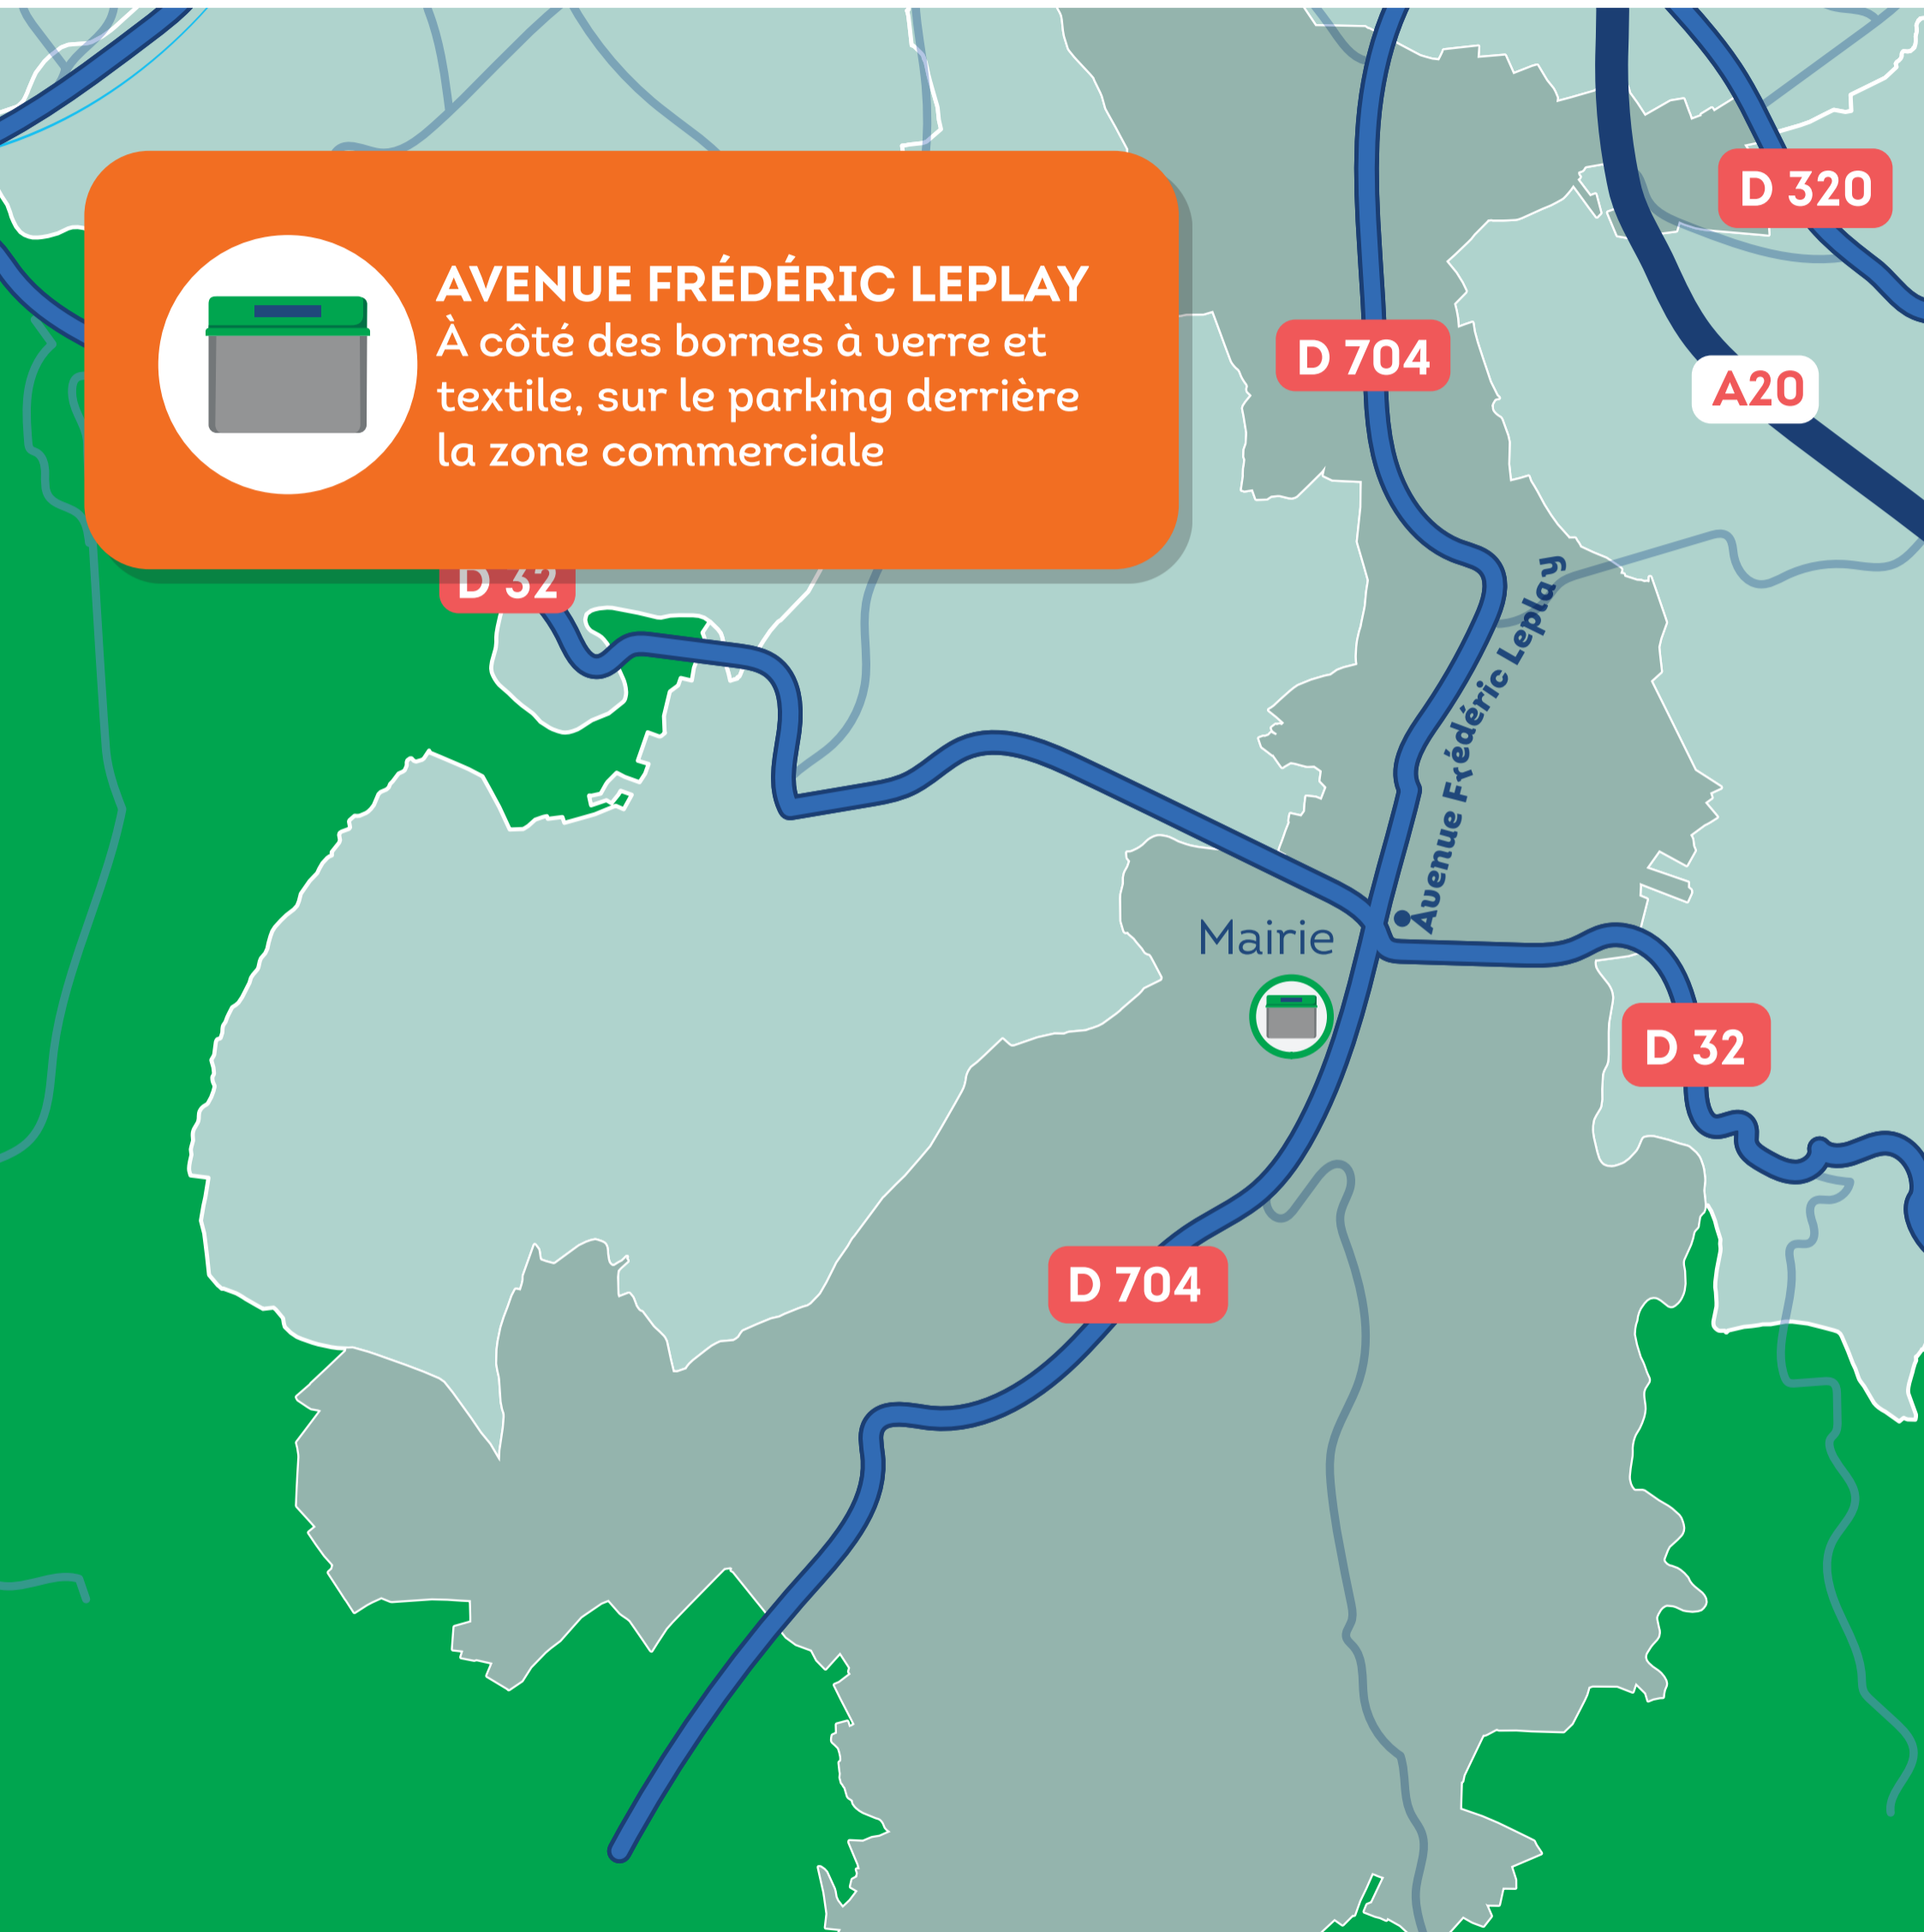 D 320
AVENUE FRÉDÉRIC LEPLAY
À côté des bornes à verre et
textile, sur le parking derrière
la zone commerciale
D 704
A20
D 32
Avenue Frédéric Leplay
Mairie
D 32
D 704